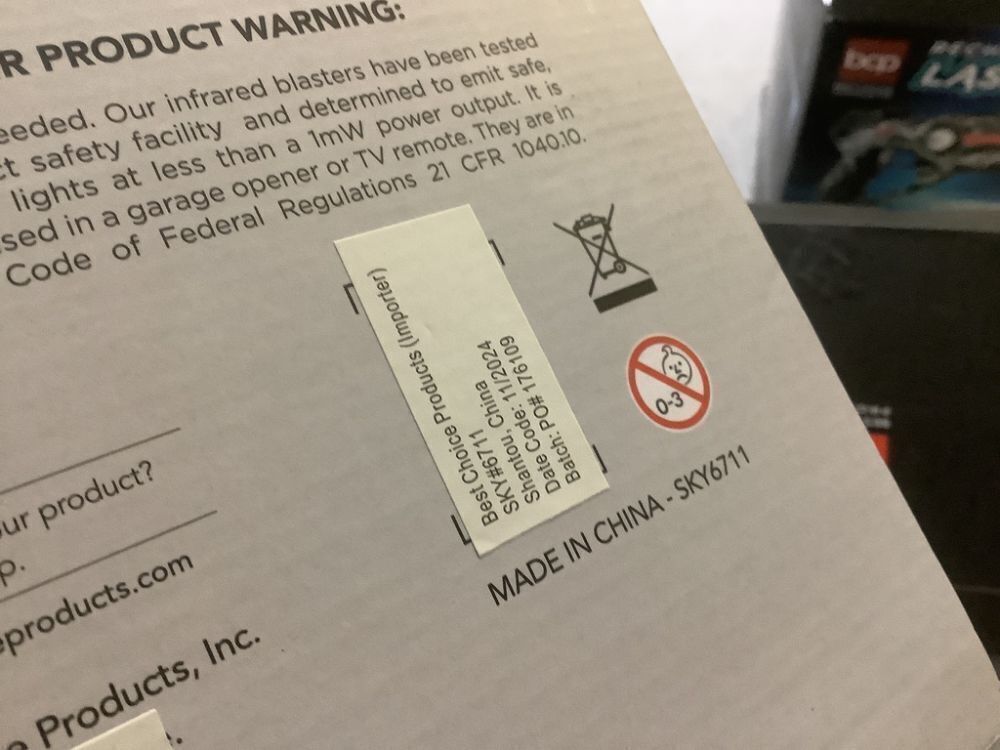 R PRODUCT WARNING:
eeded. Our infrared blasters have been tested
ct safety facility and determined to emit safe,
lights at less than a 1mW power output. It is
sed in a garage opener or TV remote. They are in
Code of Federal Regulations 21 CFR 1040.10.
Best Choice Products (Importer)
SKY#6711
Shantou, China
Date Code: 11/2024
Batch: PO# 176109
0-3
MADE IN CHINA - SKY6711
ur product?
p.
eproducts.com
e Products, Inc.
bcp
RECH
LAS